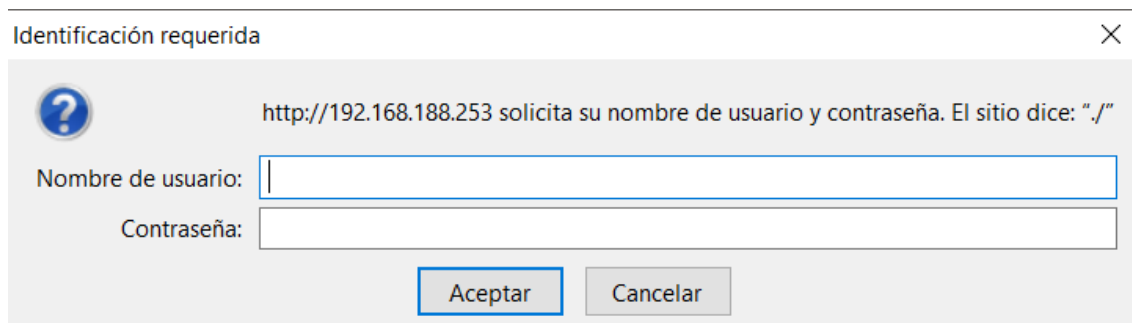 Identificación requerida
http://192.168.188.253 solicita su nombre de usuario y contraseña. El sitio dice: “./”
Nombre de usuario:
Contraseña:
Aceptar Cancelar